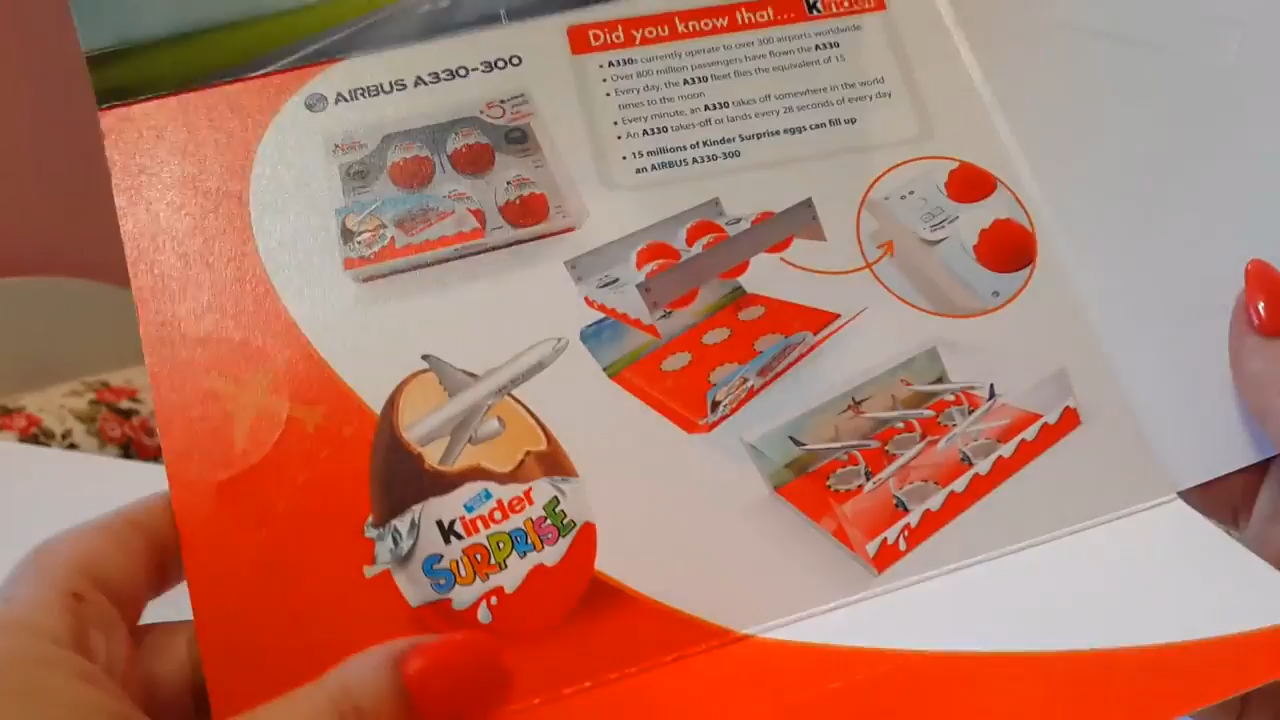 Did you know that... kinder
• A330s currently operate to over 300 airports worldwide
• Over 800 million passengers have flown the A330
• Every day, the A330 fleet flies the equivalent of 15
times to the moon
• Every minute, an A330 takes off somewhere in the world
• An A330 takes-off or lands every 28 seconds of every day
• 15 millions of Kinder Surprise eggs can fill up
an AIRBUS A330-300
AIRBUS A330-300
5
kinder
SURPRISE